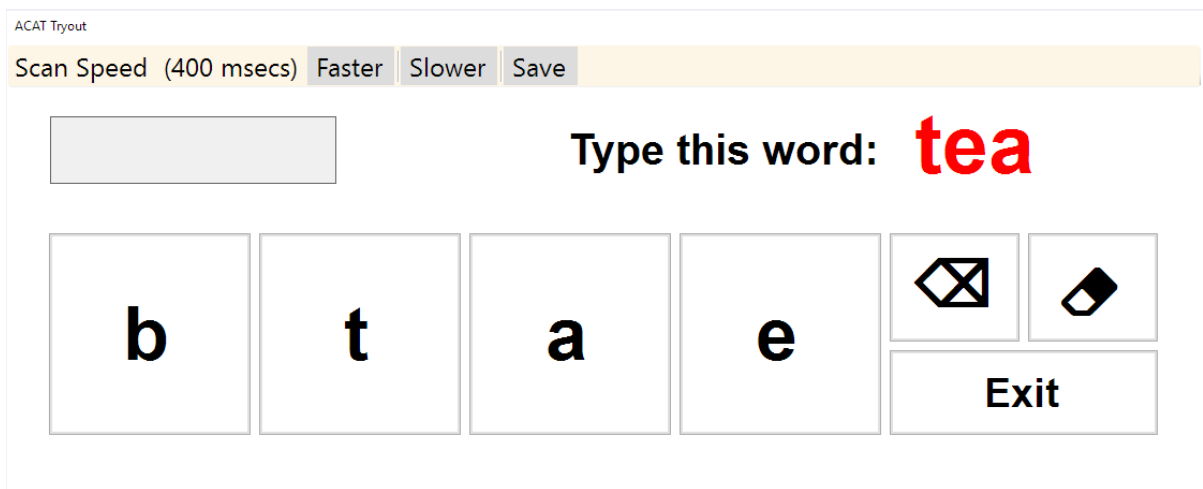 ACAT Tryout
Scan Speed (400 msecs) Faster Slower Save
Type this word: tea
b t a e
Exit